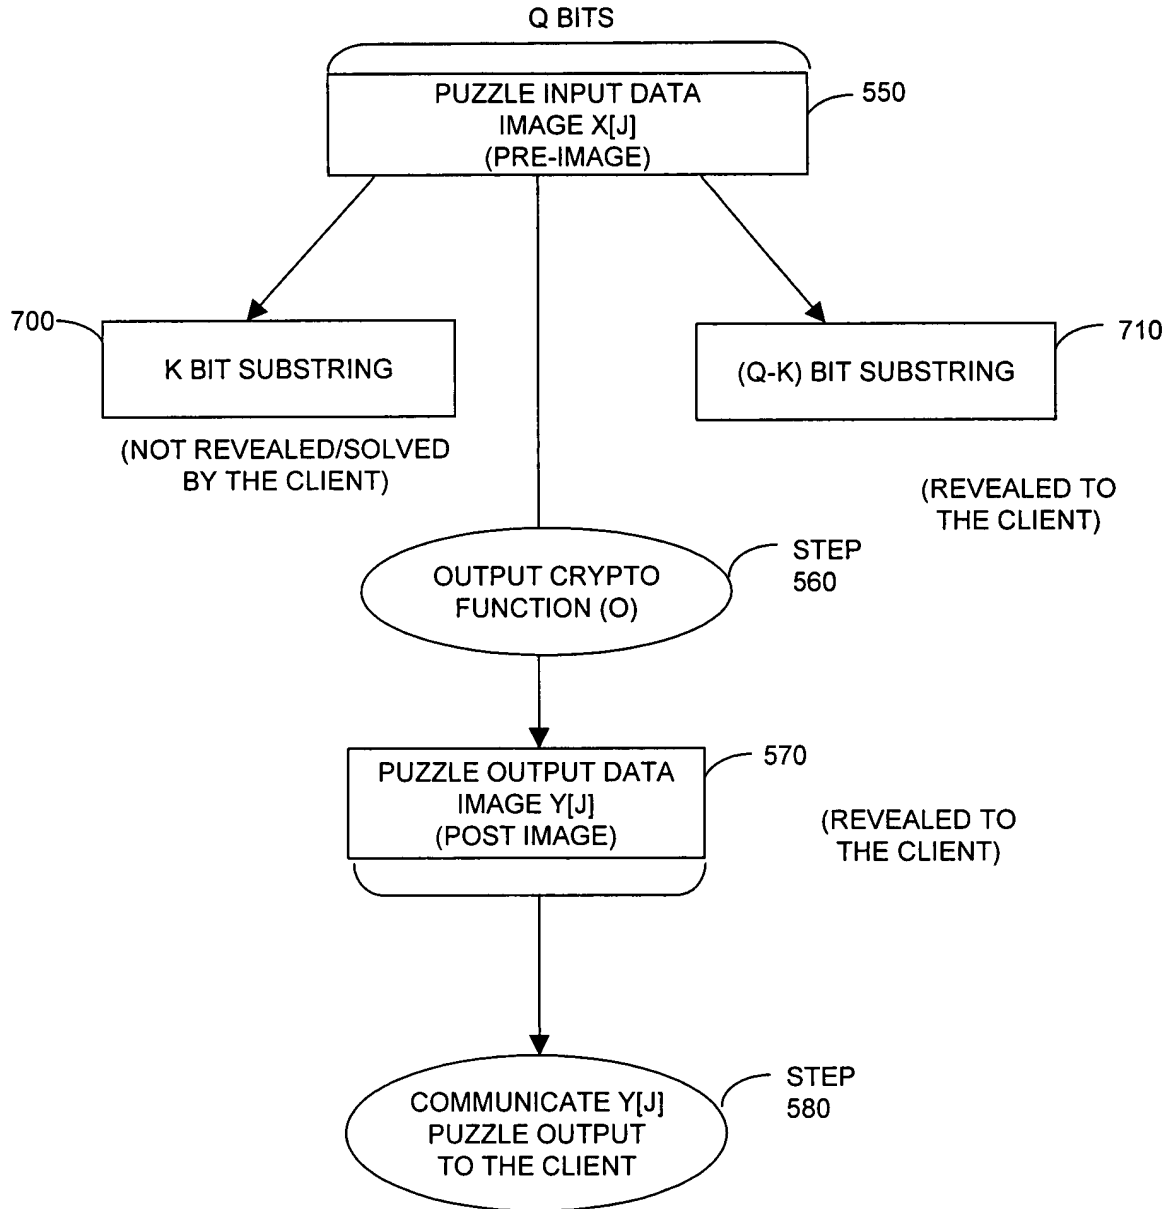 Q BITS
PUZZLE INPUT DATA
IMAGE X[J]
(PRE-IMAGE)
550
700
K BIT SUBSTRING
(NOT REVEALED/SOLVED
BY THE CLIENT)
710
(Q-K) BIT SUBSTRING
(REVEALED TO
THE CLIENT)
OUTPUT CRYPTO
FUNCTION (O)
STEP
560
PUZZLE OUTPUT DATA
IMAGE Y[J]
(POST IMAGE)
570
(REVEALED TO
THE CLIENT)
COMMUNICATE Y[J]
PUZZLE OUTPUT
TO THE CLIENT
STEP
580